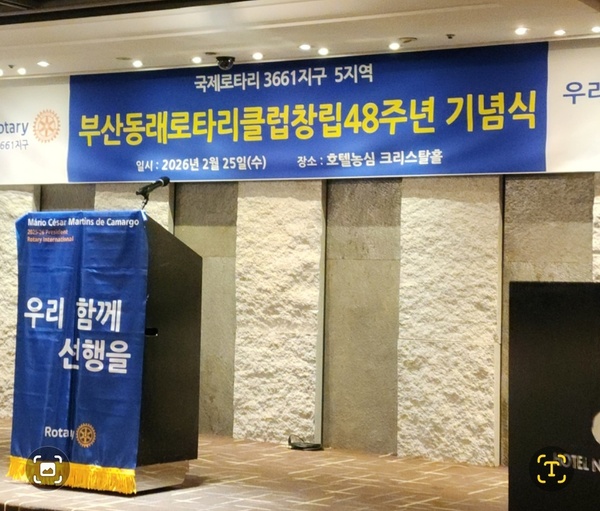 국제로타리 3661지구 5지역
부산동래로타리클럽창립48주년 기념식
일시 : 2026년 2월 25일(수) 장소 : 호텔농심 크리스탈홀
otary
3661지구
우리
Mário César Martins de Camargo
2025-26 President
Rotary International
우리 함께
선행을
Rotary
HOTEL N
T